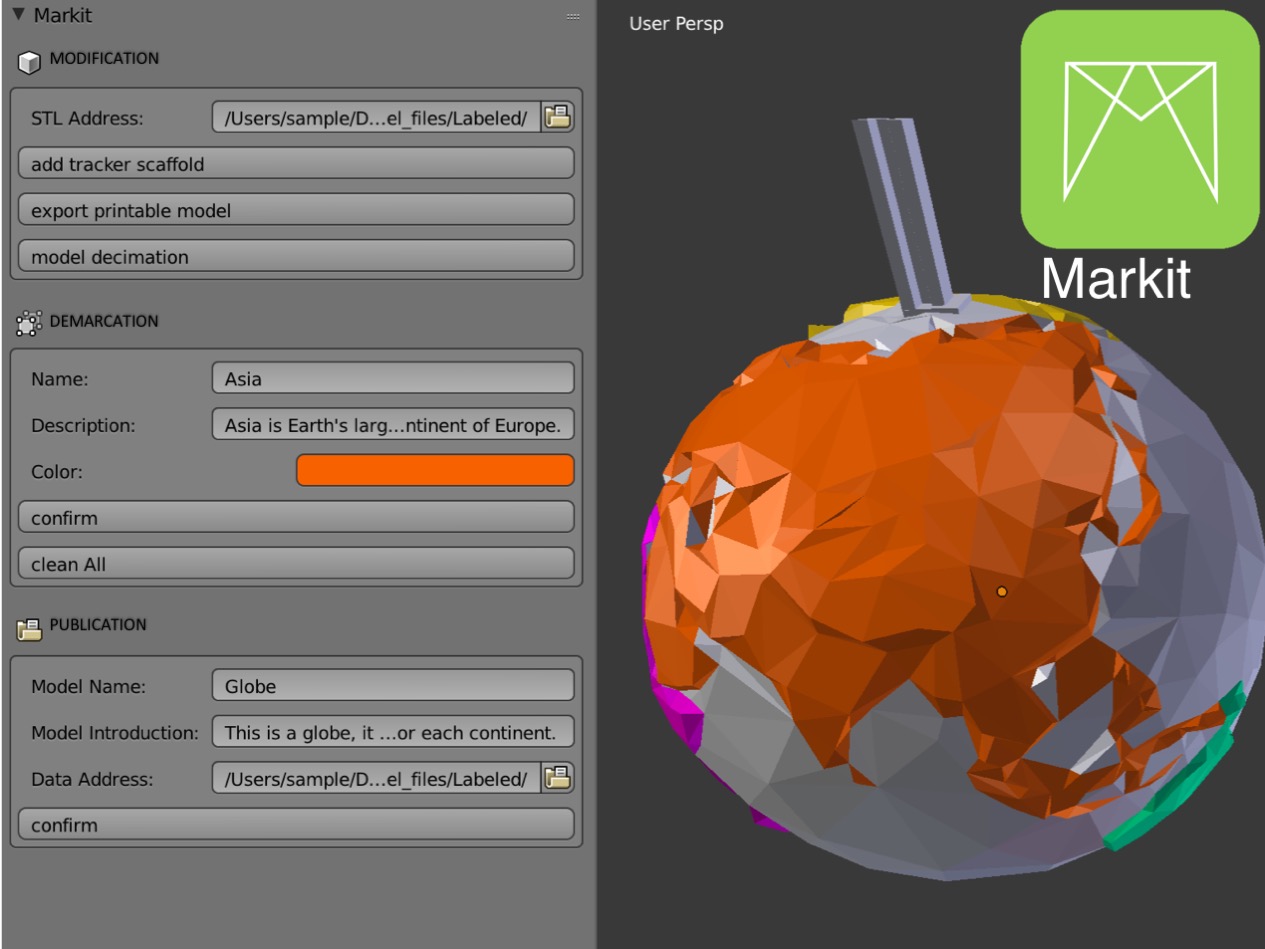 Markit
MODIFICATION
STL Address: /Users/sample/D...el_files/Labeled/
add tracker scaffold
export printable model
model decimation
DEMARCATION
Name: Asia
Description: Asia is Earth's larg...ntinent of Europe.
Color:
confirm
clean All
PUBLICATION
Model Name: Globe
Model Introduction: This is a globe, it ...or each continent.
Data Address: /Users/sample/D...el_files/Labeled/
confirm
User Persp
Markit